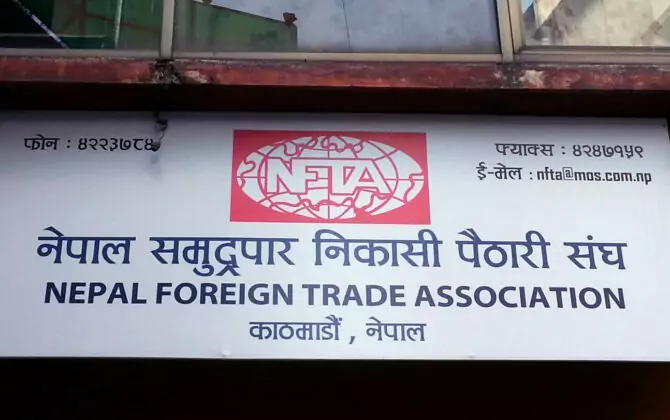 फोन : ४२२३७८४
फ्याक्स : ४२४७१५९
ई-मेल : nfta@mos.com.np
NFTA
नेपाल समुद्रपार निकासी पैठारी संघ
NEPAL FOREIGN TRADE ASSOCIATION
काठमाडौं , नेपाल